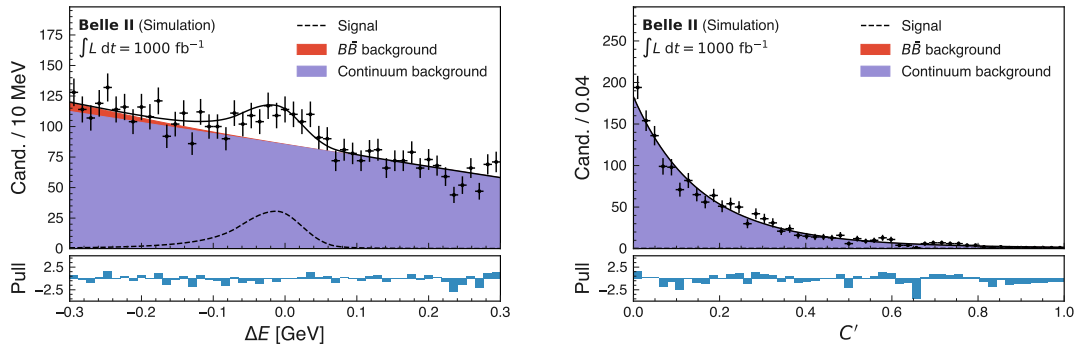 Belle II (Simulation)
∫L dt = 1000 fb⁻¹
Signal
BB̄ background
Continuum background
Cand. / 10 MeV
175
150
125
100
75
50
25
0
Pull
2.5
−2.5
−0.3
−0.2
−0.1
0.0
0.1
0.2
0.3
ΔE [GeV]
Belle II (Simulation)
∫L dt = 1000 fb⁻¹
Signal
BB̄ background
Continuum background
Cand. / 0.04
250
200
150
100
50
0
Pull
2.5
−2.5
0.0
0.2
0.4
0.6
0.8
1.0
C′